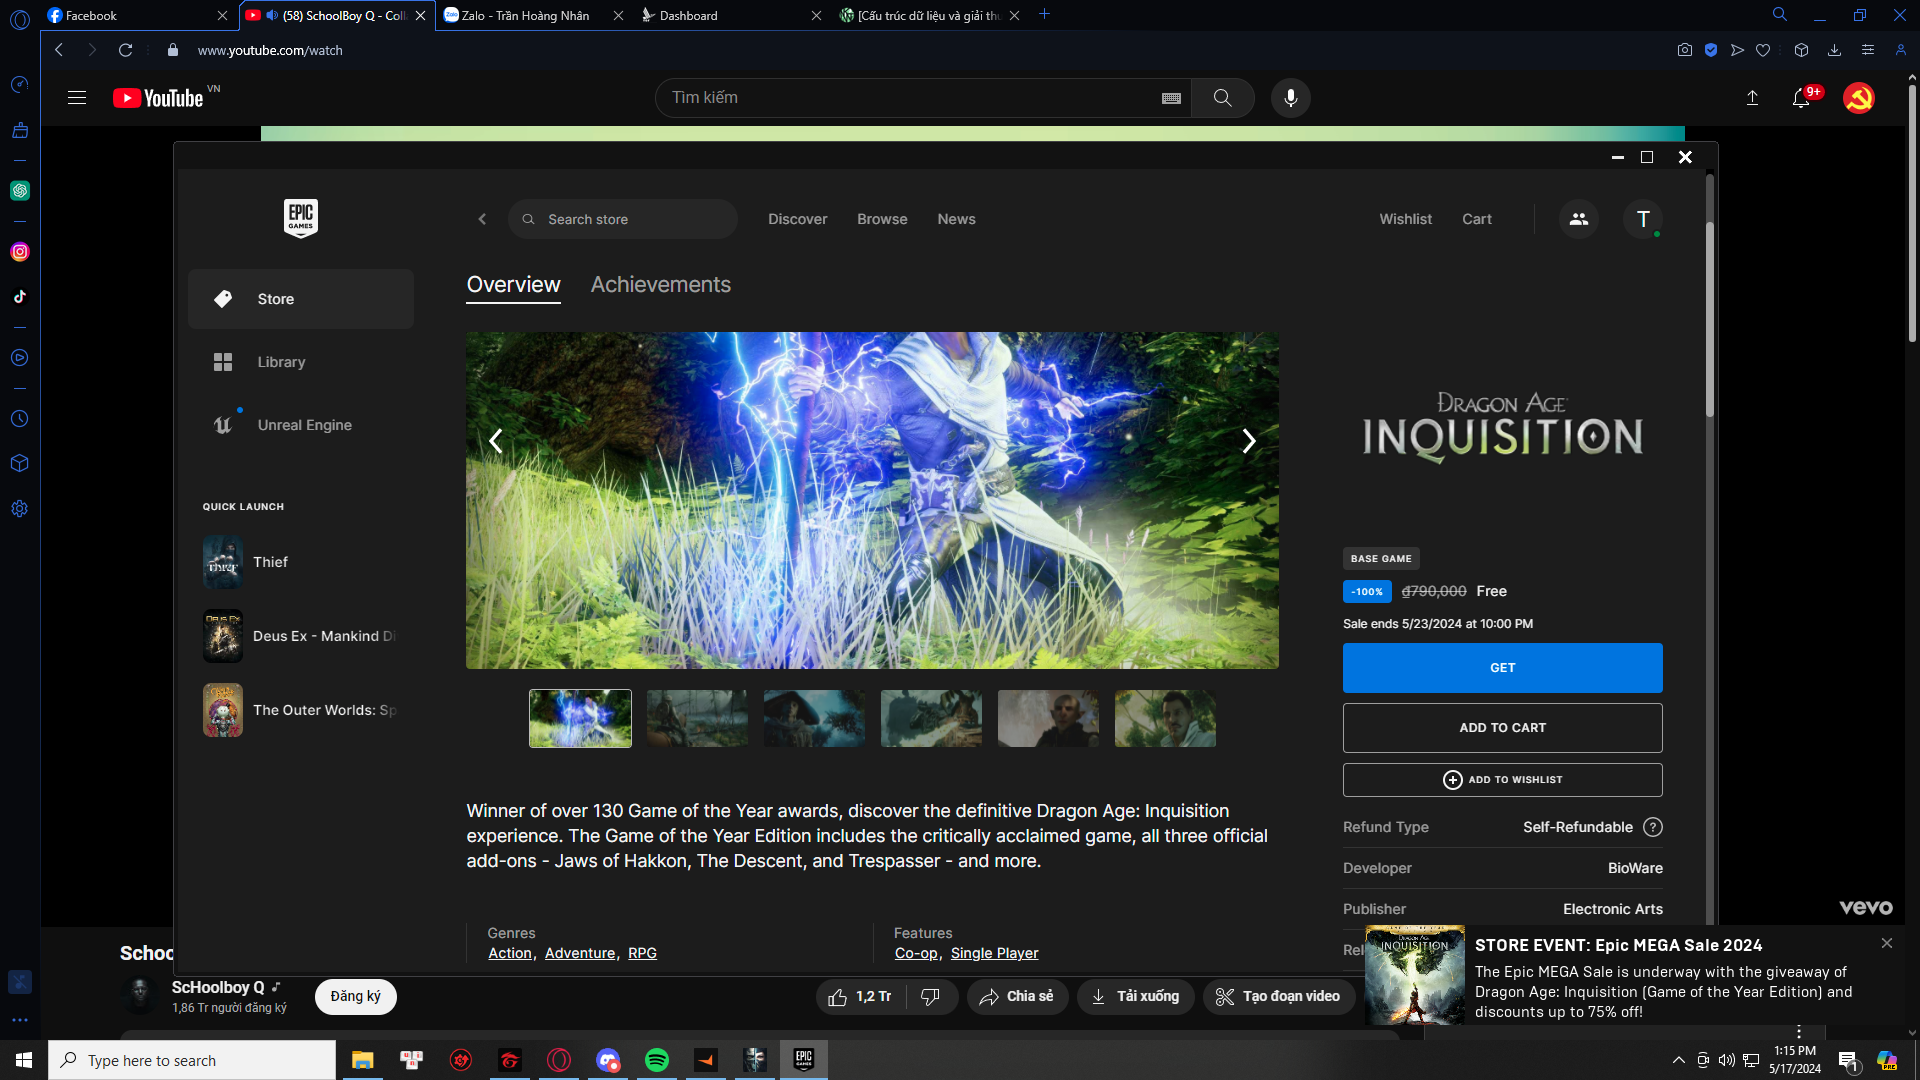 Facebook
(58) SchoolBoy Q - Coll
Zalo - Trần Hoàng Nhân
Dashboard
[Cấu trúc dữ liệu và giải thu
www.youtube.com/watch
YouTube VN
Tìm kiếm
9+
EPIC GAMES
Search store
Discover
Browse
News
Wishlist
Cart
T
Store
Library
Unreal Engine
QUICK LAUNCH
Thief
Deus Ex - Mankind Di
The Outer Worlds: Sp
Overview
Achievements
Winner of over 130 Game of the Year awards, discover the definitive Dragon Age: Inquisition
experience. The Game of the Year Edition includes the critically acclaimed game, all three official
add-ons - Jaws of Hakkon, The Descent, and Trespasser - and more.
Genres
Action, Adventure, RPG
Features
Co-op, Single Player
DRAGON AGE
INQUISITION
BASE GAME
-100% ₫790,000 Free
Sale ends 5/23/2024 at 10:00 PM
GET
ADD TO CART
ADD TO WISHLIST
Refund Type Self-Refundable
Developer BioWare
Publisher Electronic Arts
Rel
vevo
DRAGON AGE
INQUISITION
STORE EVENT: Epic MEGA Sale 2024
The Epic MEGA Sale is underway with the giveaway of
Dragon Age: Inquisition (Game of the Year Edition) and
discounts up to 75% off!
Schoo
ScHoolboy Q
1,86 Tr người đăng ký
Đăng ký
1,2 Tr
Chia sẻ
Tải xuống
Tạo đoạn video
Type here to search
EPIC GAMES
1:15 PM
5/17/2024
1
PRE